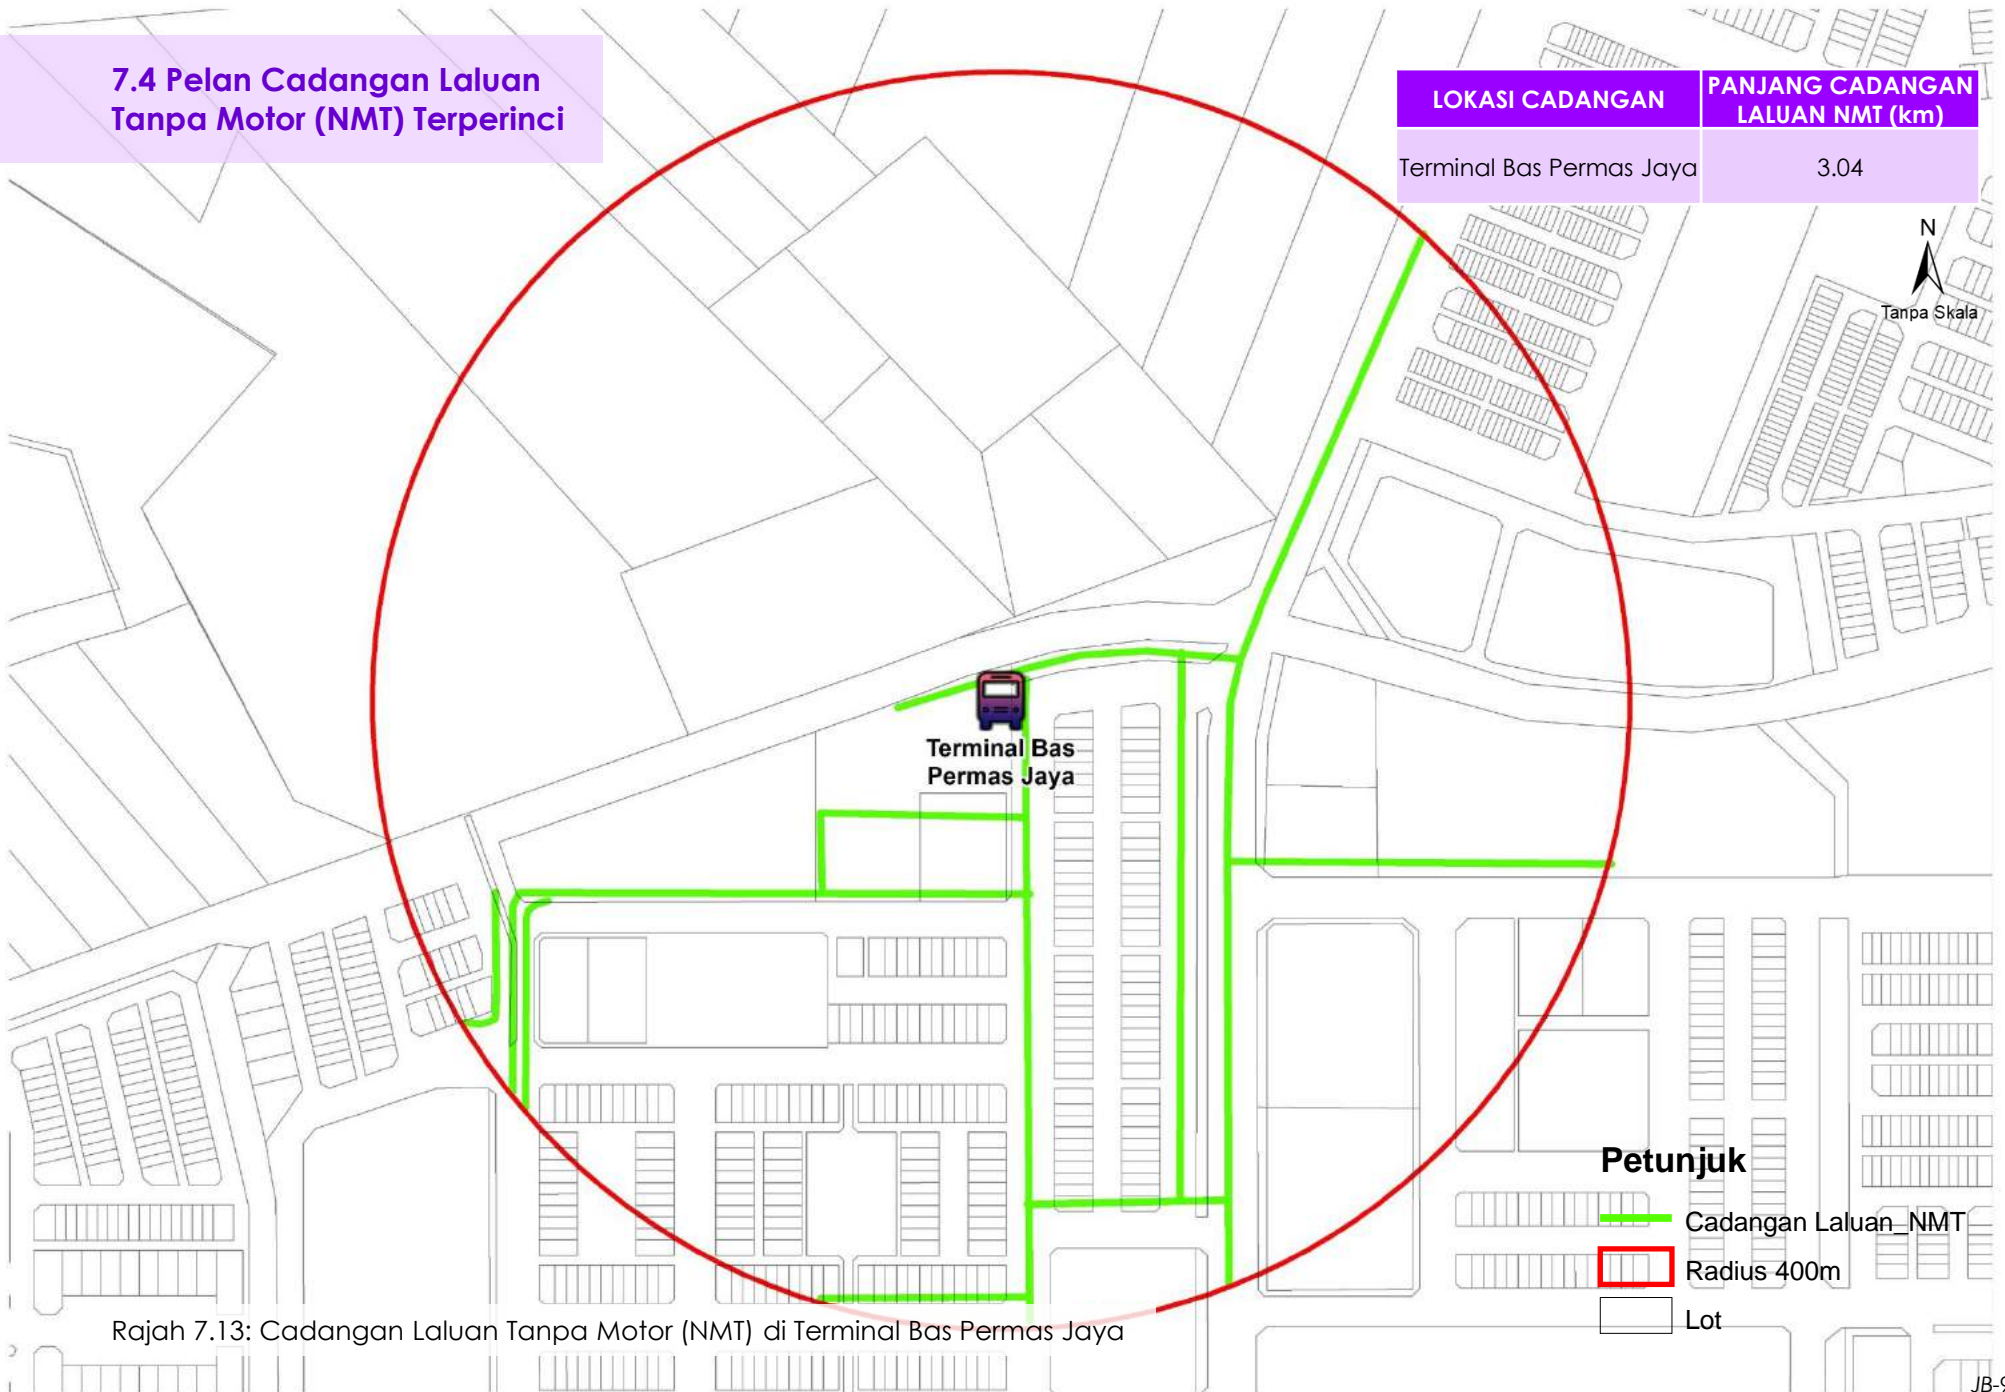 7.4 Pelan Cadangan Laluan
Tanpa Motor (NMT) Terperinci
LOKASI CADANGAN
PANJANG CADANGAN
LALUAN NMT (km)
Terminal Bas Permas Jaya
3.04
N
Tanpa Skala
Terminal Bas
Permas Jaya
Petunjuk
Cadangan Laluan_NMT
Radius 400m
Lot
Rajah 7.13: Cadangan Laluan Tanpa Motor (NMT) di Terminal Bas Permas Jaya